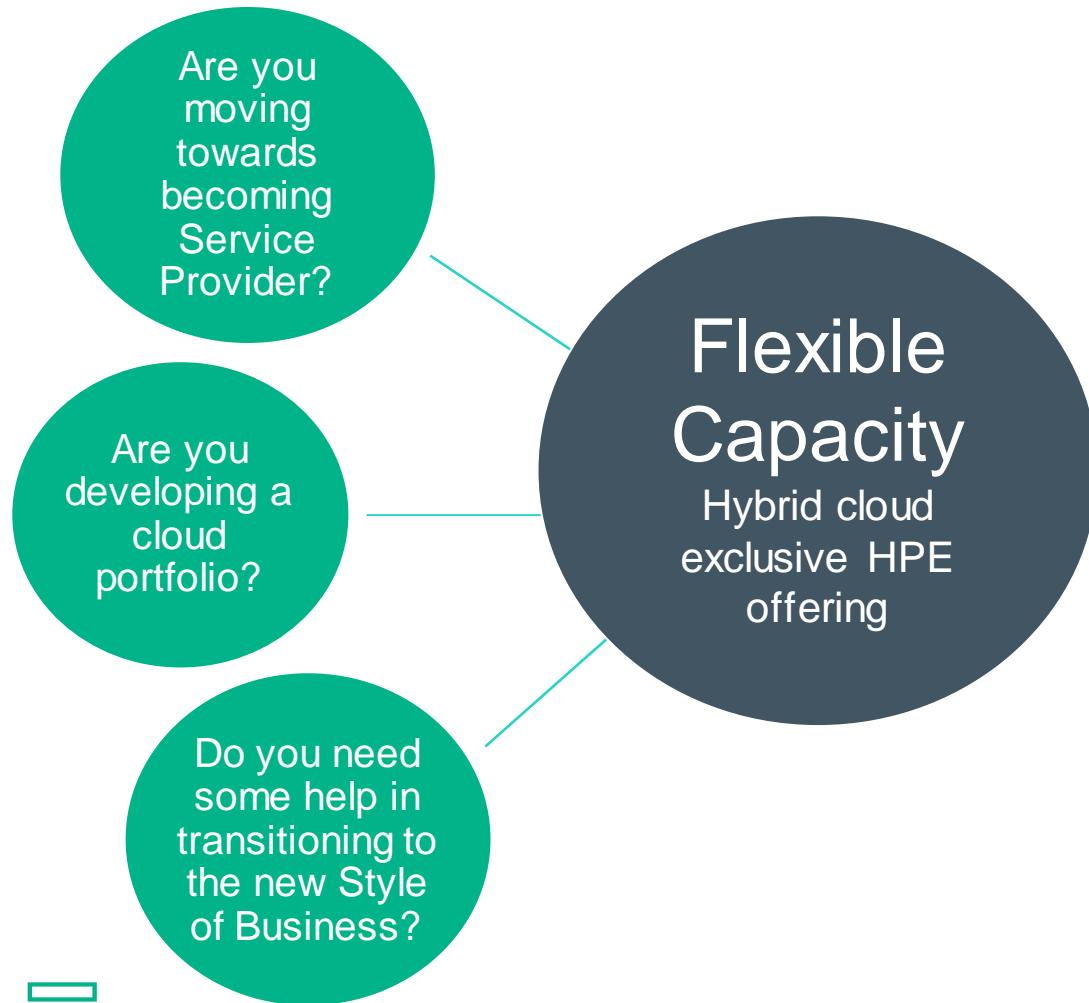 Are you
moving
towards
becoming
Service
Provider?
Flexible
Capacity
Hybrid cloud
exclusive HPE
offering
Are you
developing a
cloud
portfolio?
Do you need
some help in
transitioning to
the new Style
of Business?